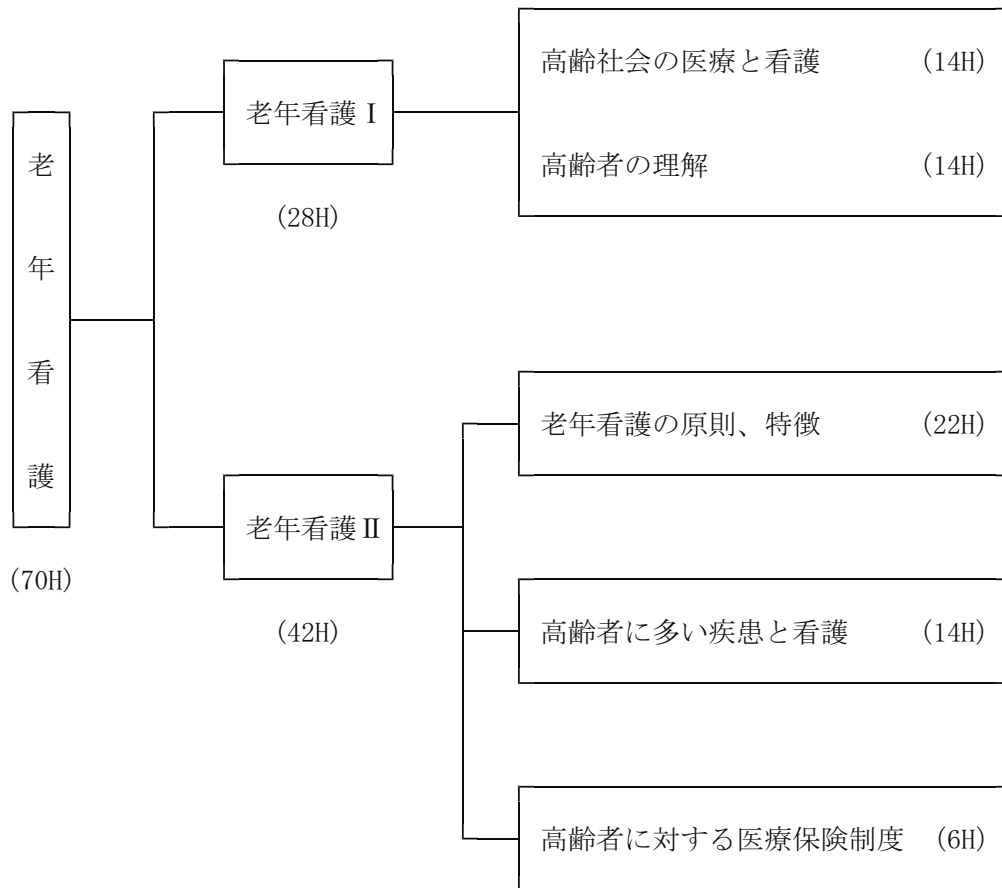 老年看護
(70H)
老年看護Ⅰ
(28H)
高齢社会の医療と看護 (14H)
高齢者の理解 (14H)
老年看護Ⅱ
(42H)
老年看護の原則、特徴 (22H)
高齢者に多い疾患と看護 (14H)
高齢者に対する医療保険制度 (6H)